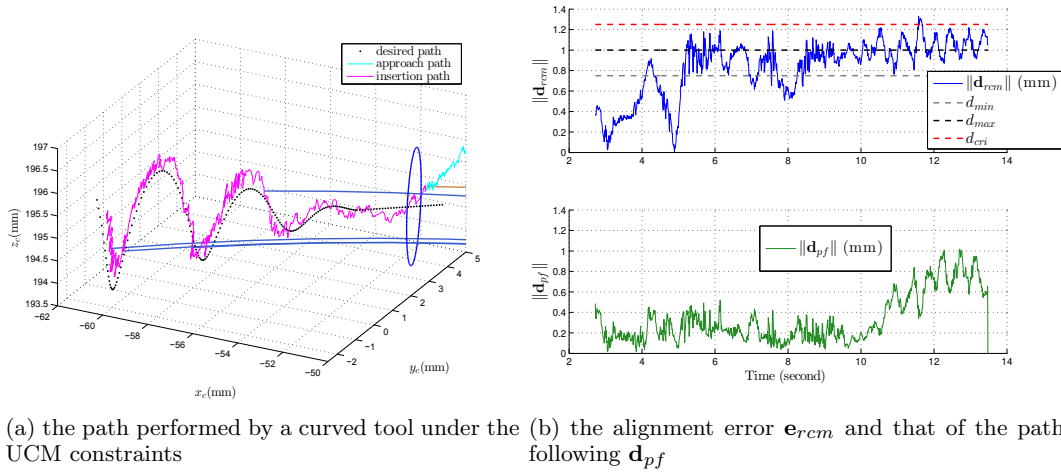 desired path
approach path
insertion path
197
196.5
196
195.5
195
194.5
194
193.5
z_c(mm)
−62
−60
−58
−56
−54
−52
−50
x_c(mm)
−2
−1
0
1
2
3
4
5
y_c(mm)
1.4
1.2
1
0.8
0.6
0.4
0.2
0
‖d_rcm‖
‖d_rcm‖ (mm)
d_min
d_max
d_cri
2
4
6
8
10
12
14
1.4
1.2
1
0.8
0.6
0.4
0.2
0
‖d_pf‖
‖d_pf‖ (mm)
2
4
6
8
10
12
14
Time (second)
(a) the path performed by a curved tool under the
UCM constraints
(b) the alignment error e_rcm and that of the path
following d_pf